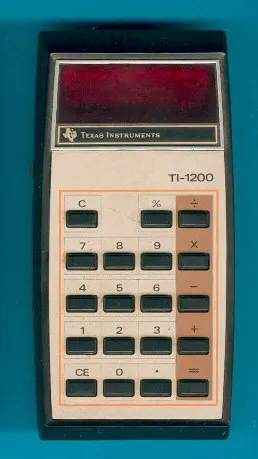 TEXAS INSTRUMENTS
TI-1200
C % ÷
7 8 9 ×
4 5 6 −
1 2 3 +
CE 0 . =